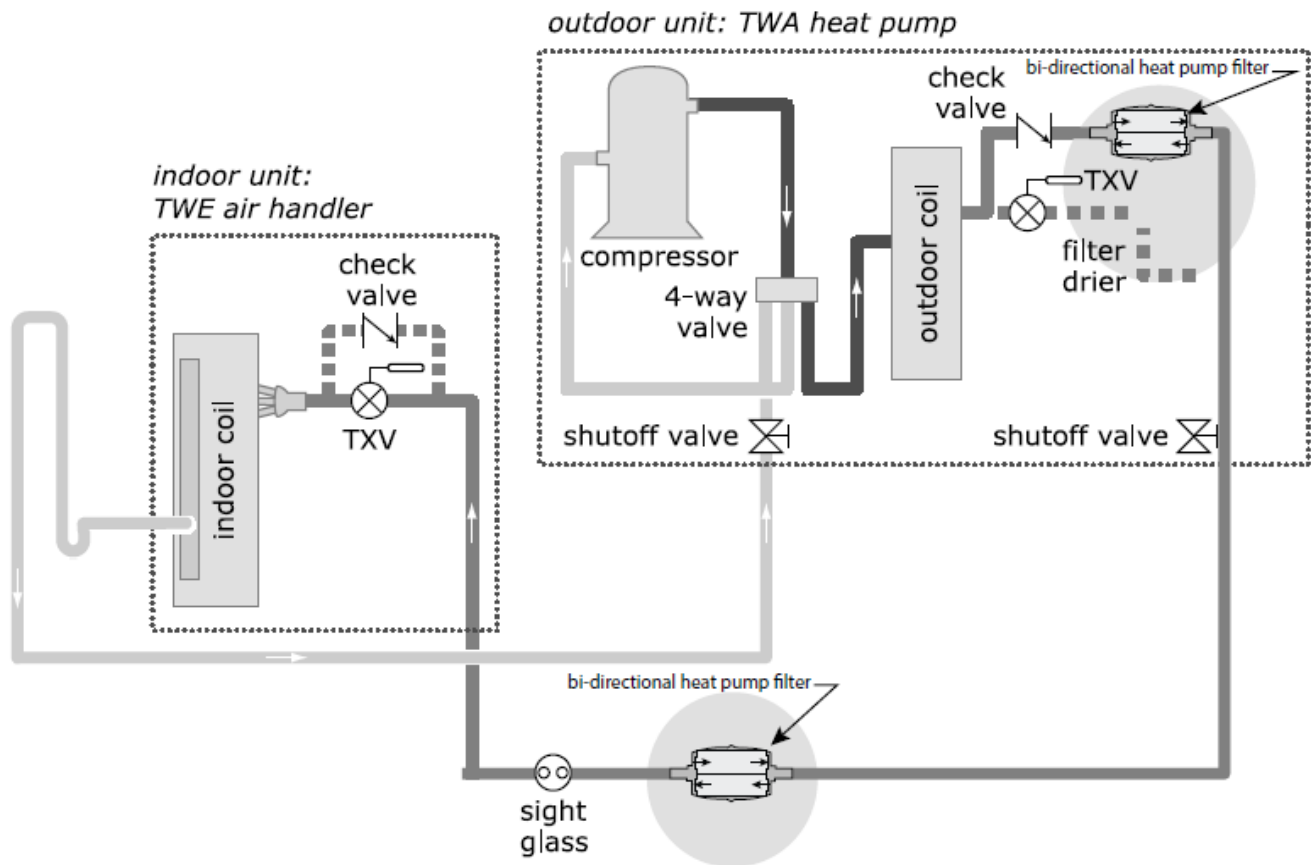 outdoor unit: TWA heat pump
bi-directional heat pump filter
check
valve
TXV
filter
drier
compressor
4-way
valve
outdoor coil
shutoff valve
shutoff valve
indoor unit:
TWE air handler
check
valve
TXV
indoor coil
bi-directional heat pump filter
sight
glass